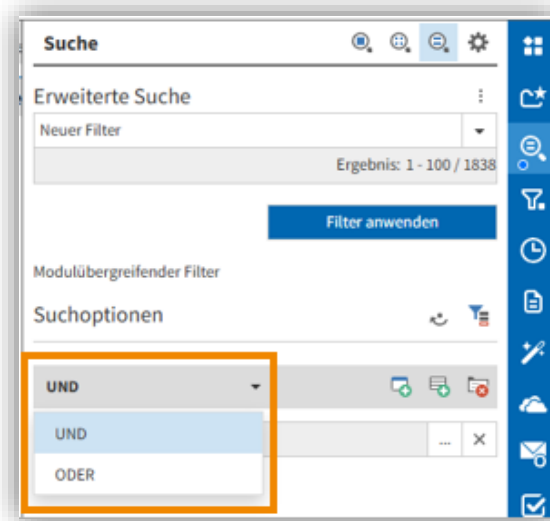 Suche
Erweiterte Suche
Neuer Filter
Ergebnis: 1 - 100 / 1838
Filter anwenden
Modulübergreifender Filter
Suchoptionen
UND
UND
...
ODER